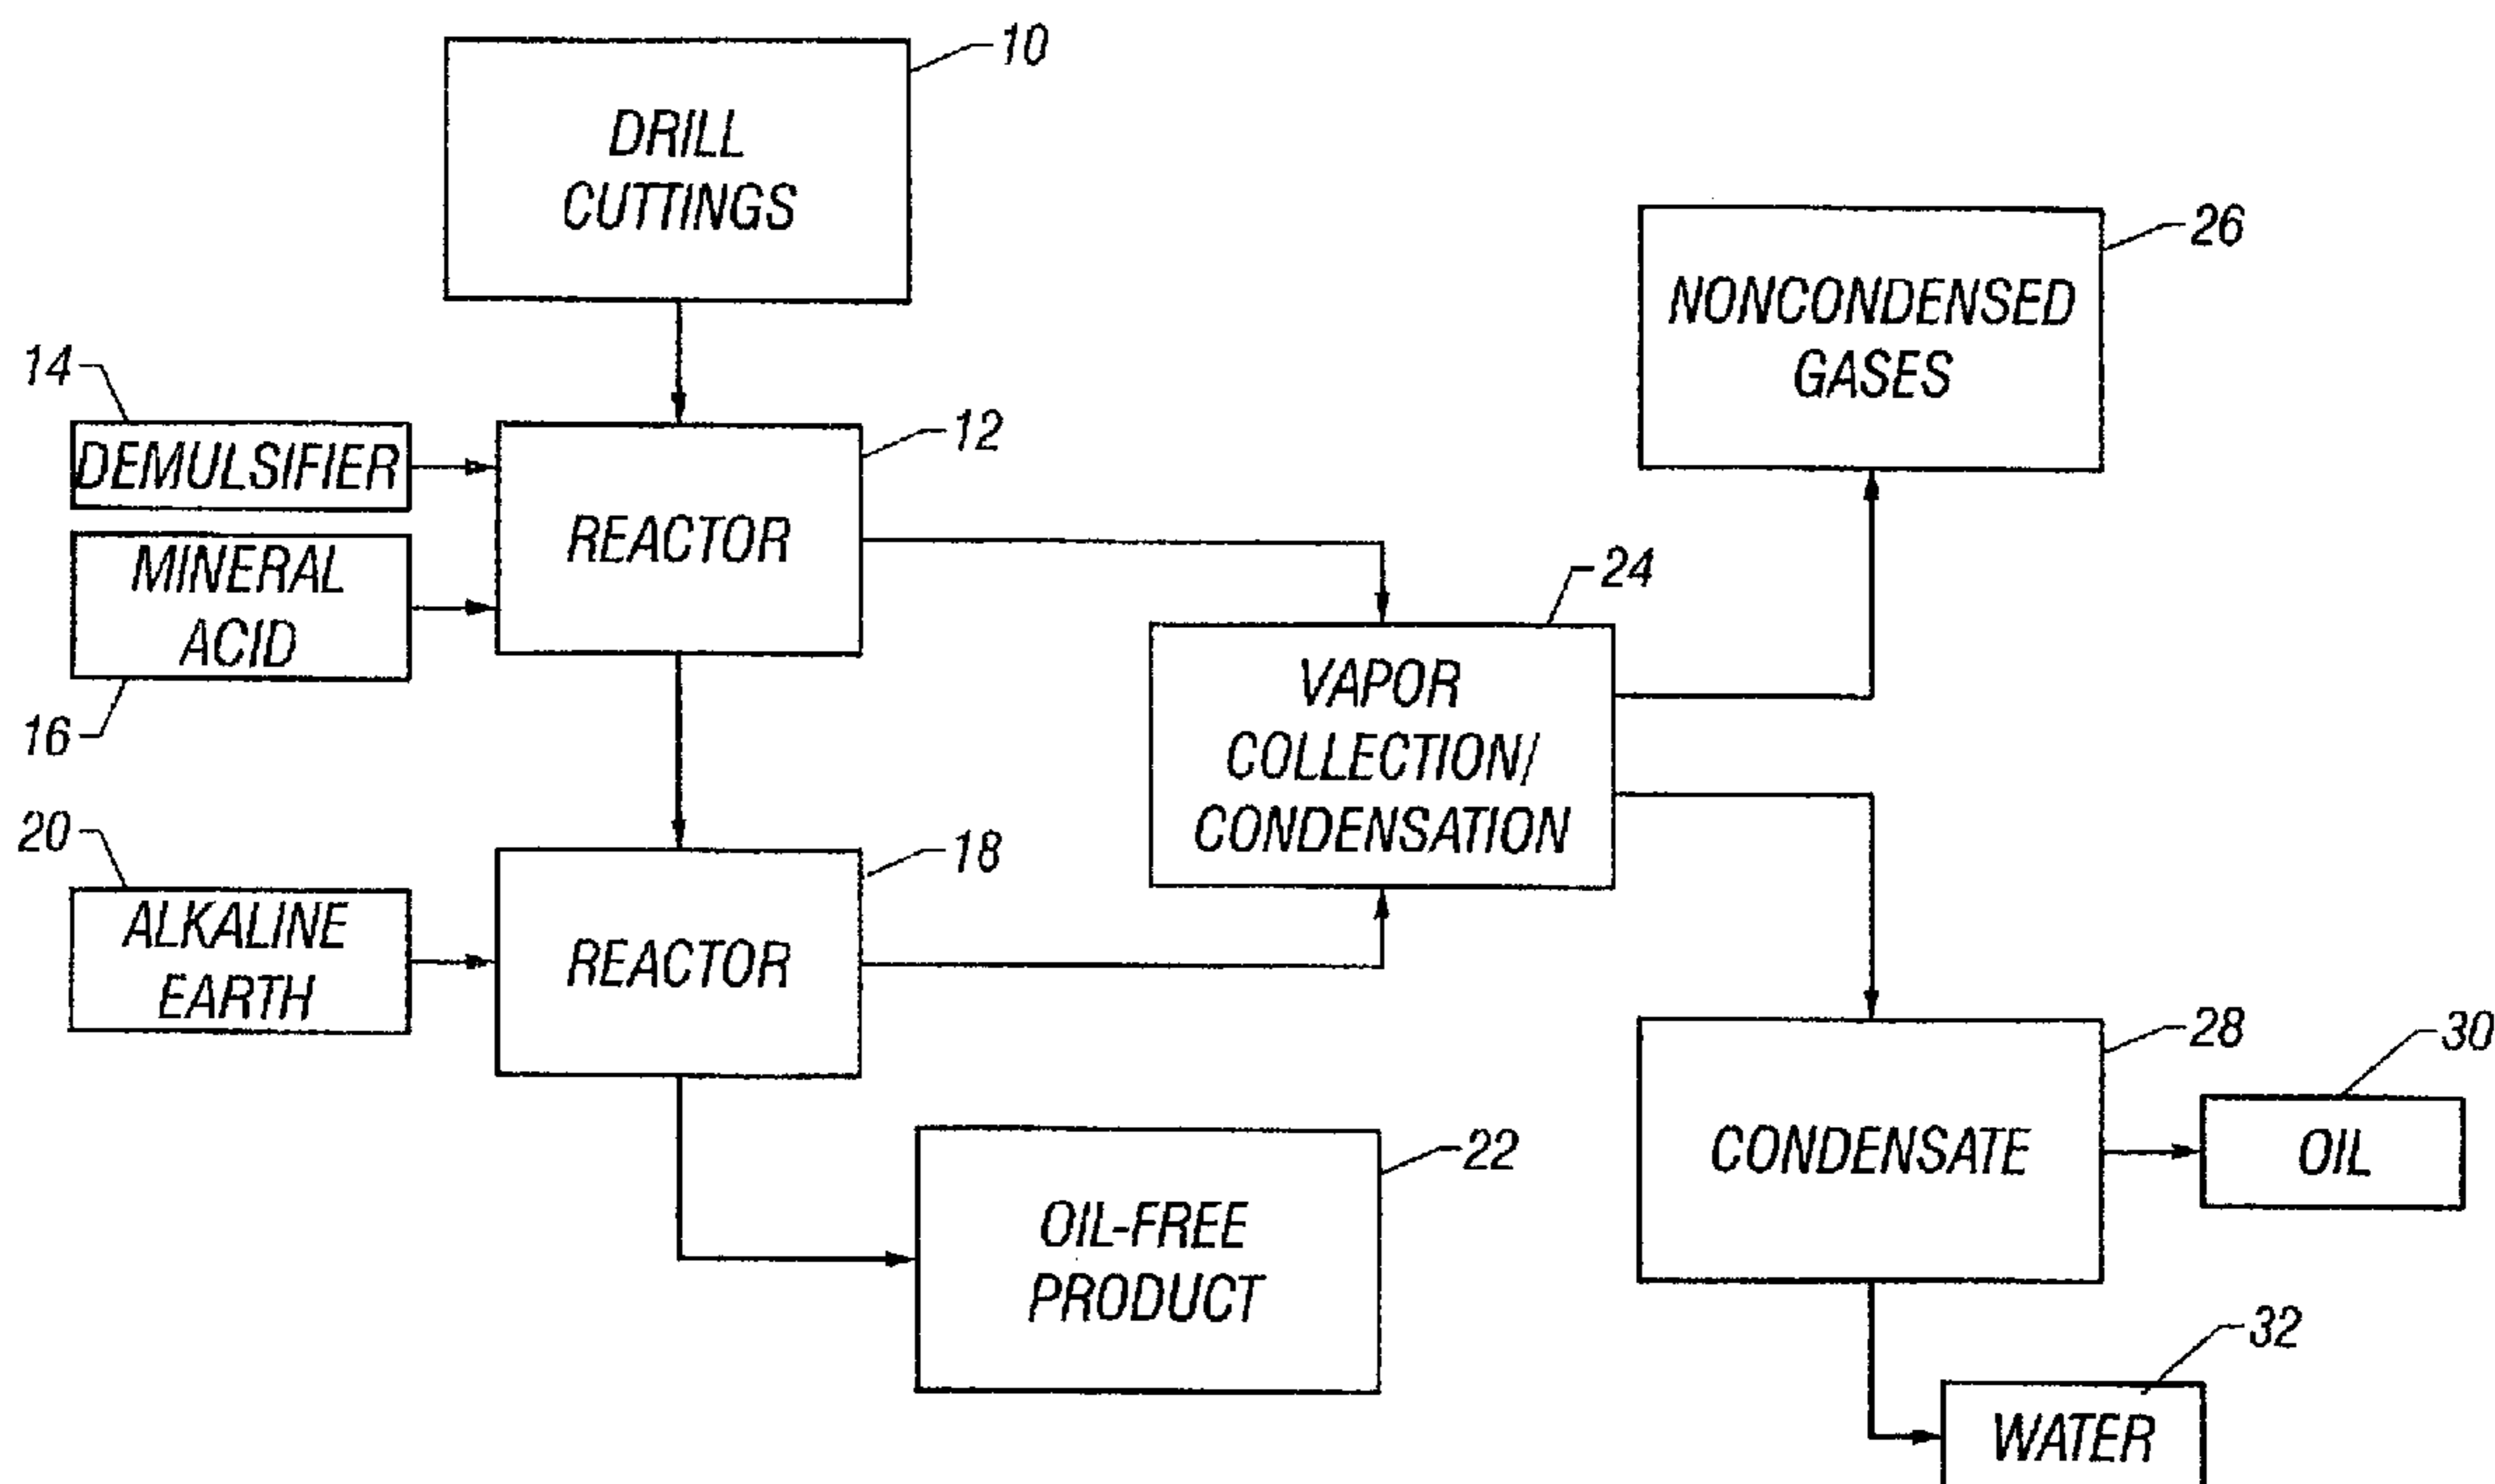 10
DRILL
CUTTINGS
26
NONCONDENSED
GASES
14
DEMULSIFIER
12
REACTOR
MINERAL
ACID
16
24
VAPOR
COLLECTION/
CONDENSATION
20
ALKALINE
EARTH
18
REACTOR
28
CONDENSATE
30
OIL
22
OIL-FREE
PRODUCT
32
WATER